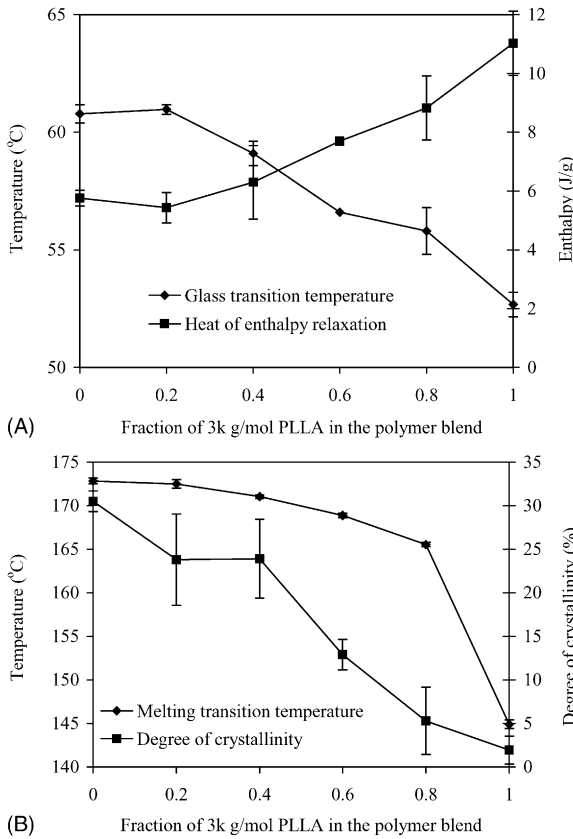 65
60
55
50
Temperature (°C)
12
10
8
6
4
2
0
Enthalpy (J/g)
Glass transition temperature
Heat of enthalpy relaxation
0 0.2 0.4 0.6 0.8 1
(A) Fraction of 3k g/mol PLLA in the polymer blend
175
170
165
160
155
150
145
140
Temperature (°C)
35
30
25
20
15
10
5
0
Degree of crystallinity (%)
Melting transition temperature
Degree of crystallinity
0 0.2 0.4 0.6 0.8 1
(B) Fraction of 3k g/mol PLLA in the polymer blend